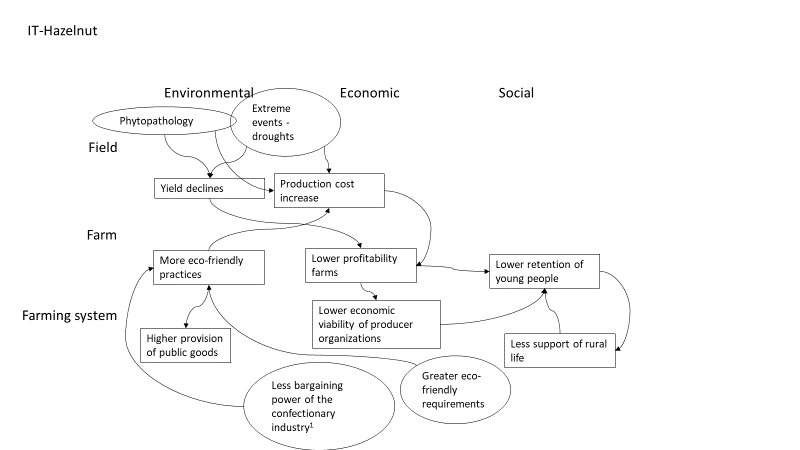 IT-Hazelnut
Environmental
Economic
Social
Phytopathology
Extreme
events -
droughts
Field
Yield declines
Production cost
increase
Farm
More eco-friendly
practices
Lower profitability
farms
Lower retention of
young people
Farming system
Lower economic
viability of producer
organizations
Higher provision
of public goods
Less support of rural
life
Less bargaining
power of the
confectionary
industry¹
Greater eco-
friendly
requirements